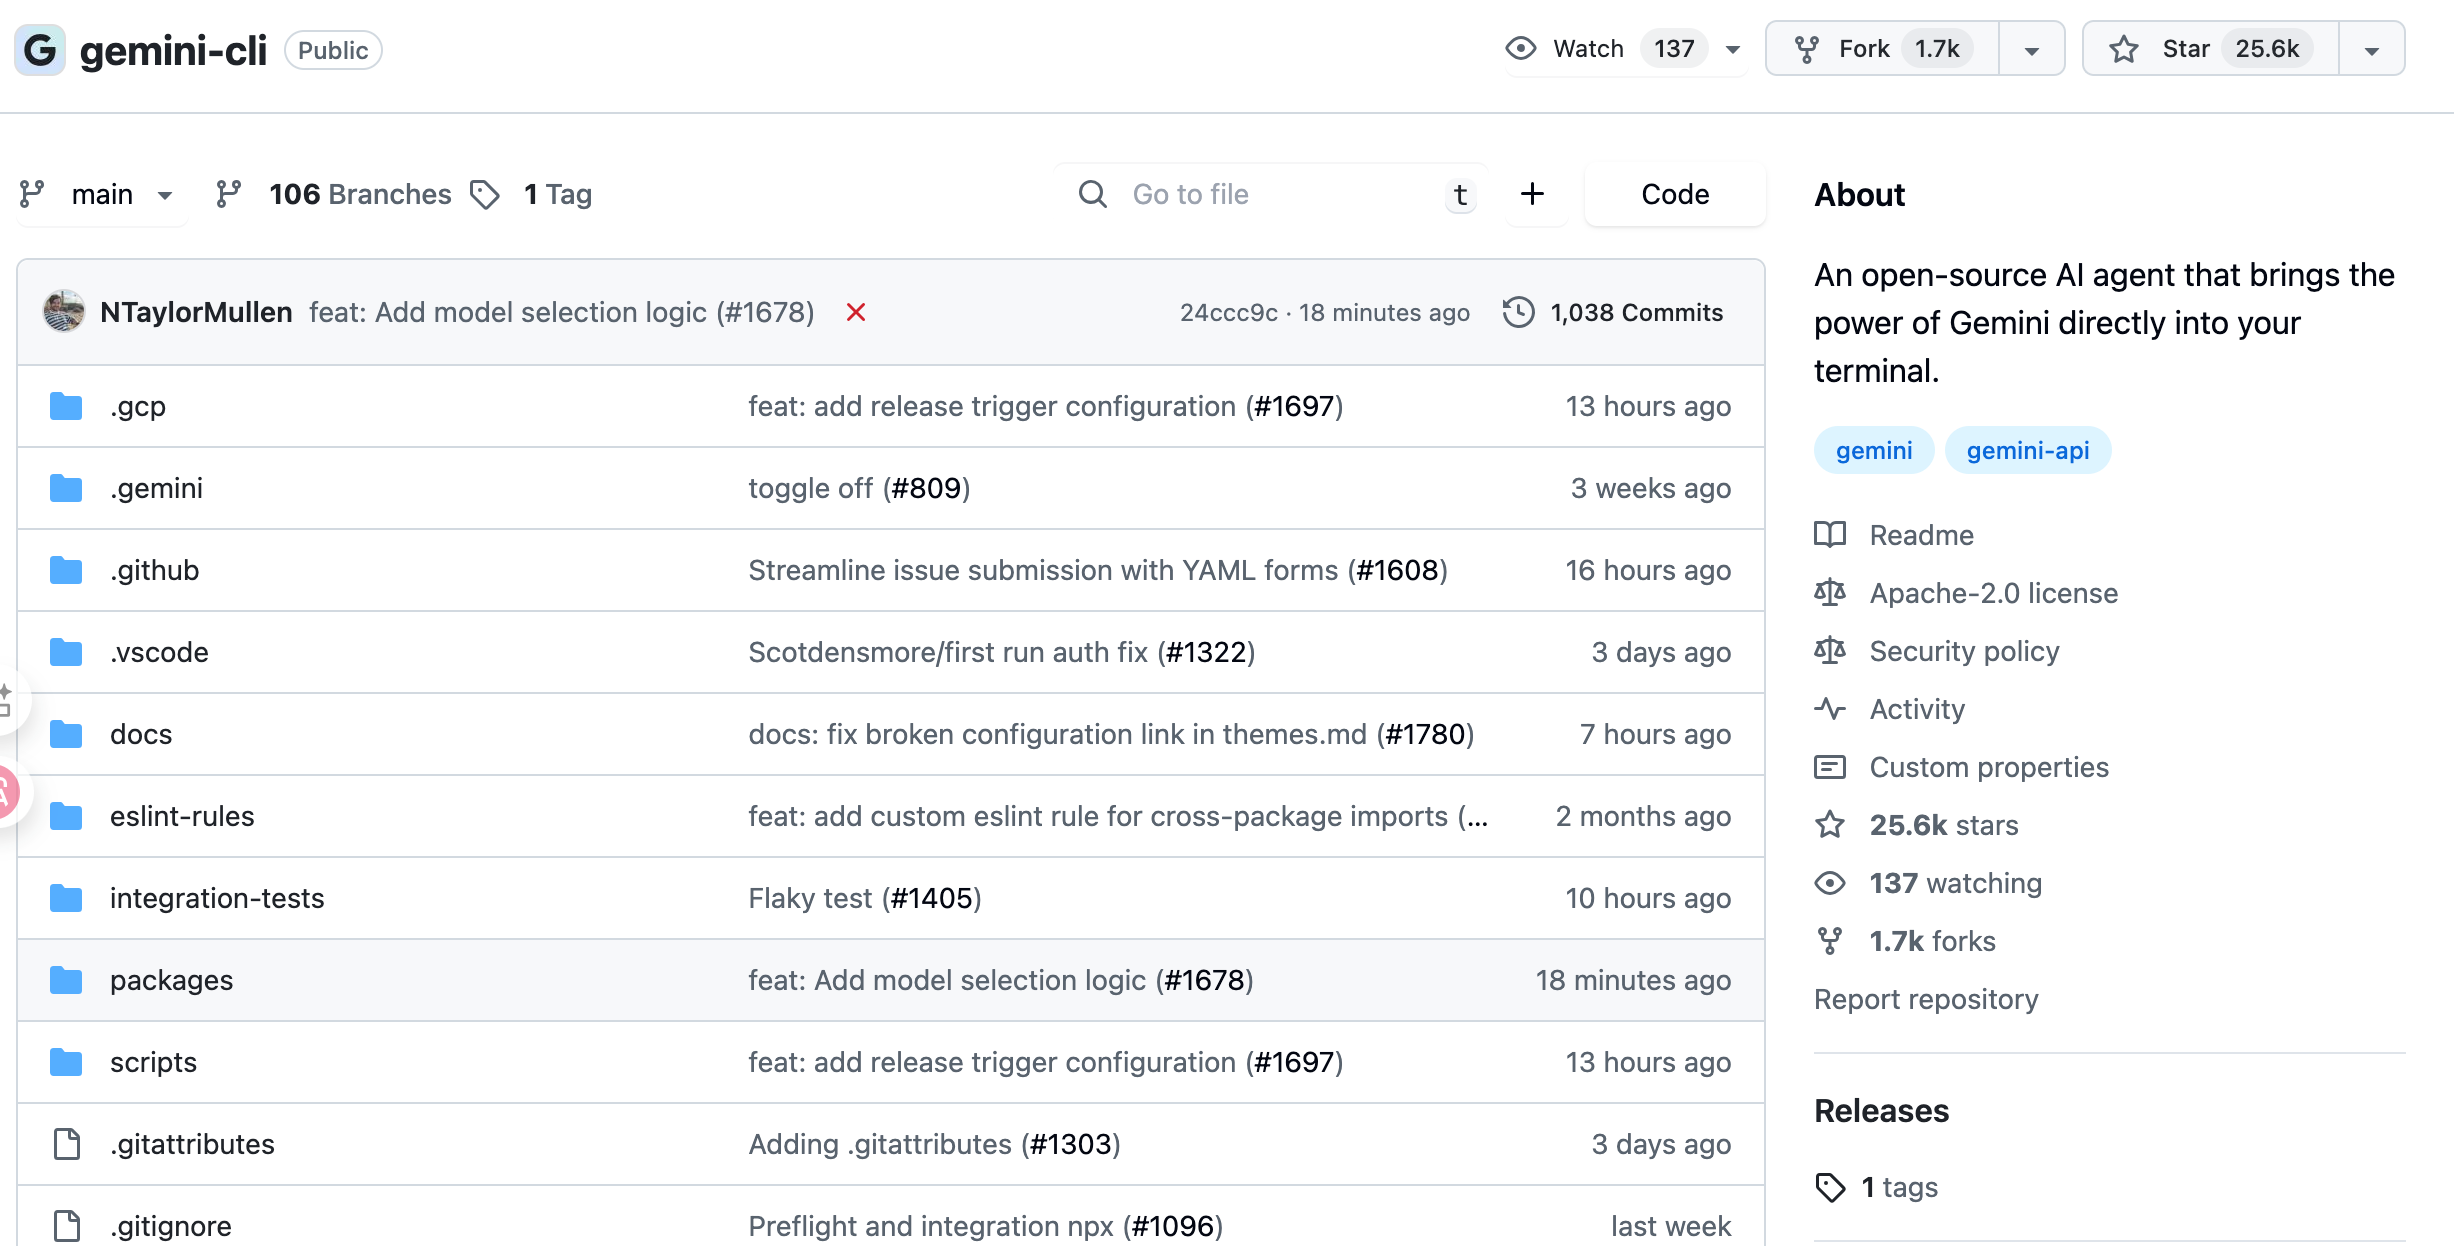 G gemini-cli Public
Watch 137 Fork 1.7k Star 25.6k
main 106 Branches 1 Tag
Go to file t + Code
NTaylorMullen feat: Add model selection logic (#1678) 24ccc9c · 18 minutes ago 1,038 Commits
.gcp feat: add release trigger configuration (#1697) 13 hours ago
.gemini toggle off (#809) 3 weeks ago
.github Streamline issue submission with YAML forms (#1608) 16 hours ago
.vscode Scotdensmore/first run auth fix (#1322) 3 days ago
docs docs: fix broken configuration link in themes.md (#1780) 7 hours ago
eslint-rules feat: add custom eslint rule for cross-package imports (... 2 months ago
integration-tests Flaky test (#1405) 10 hours ago
packages feat: Add model selection logic (#1678) 18 minutes ago
scripts feat: add release trigger configuration (#1697) 13 hours ago
.gitattributes Adding .gitattributes (#1303) 3 days ago
.gitignore Preflight and integration npx (#1096) last week
About
An open-source AI agent that brings the
power of Gemini directly into your
terminal.
gemini gemini-api
Readme
Apache-2.0 license
Security policy
Activity
Custom properties
25.6k stars
137 watching
1.7k forks
Report repository
Releases
1 tags